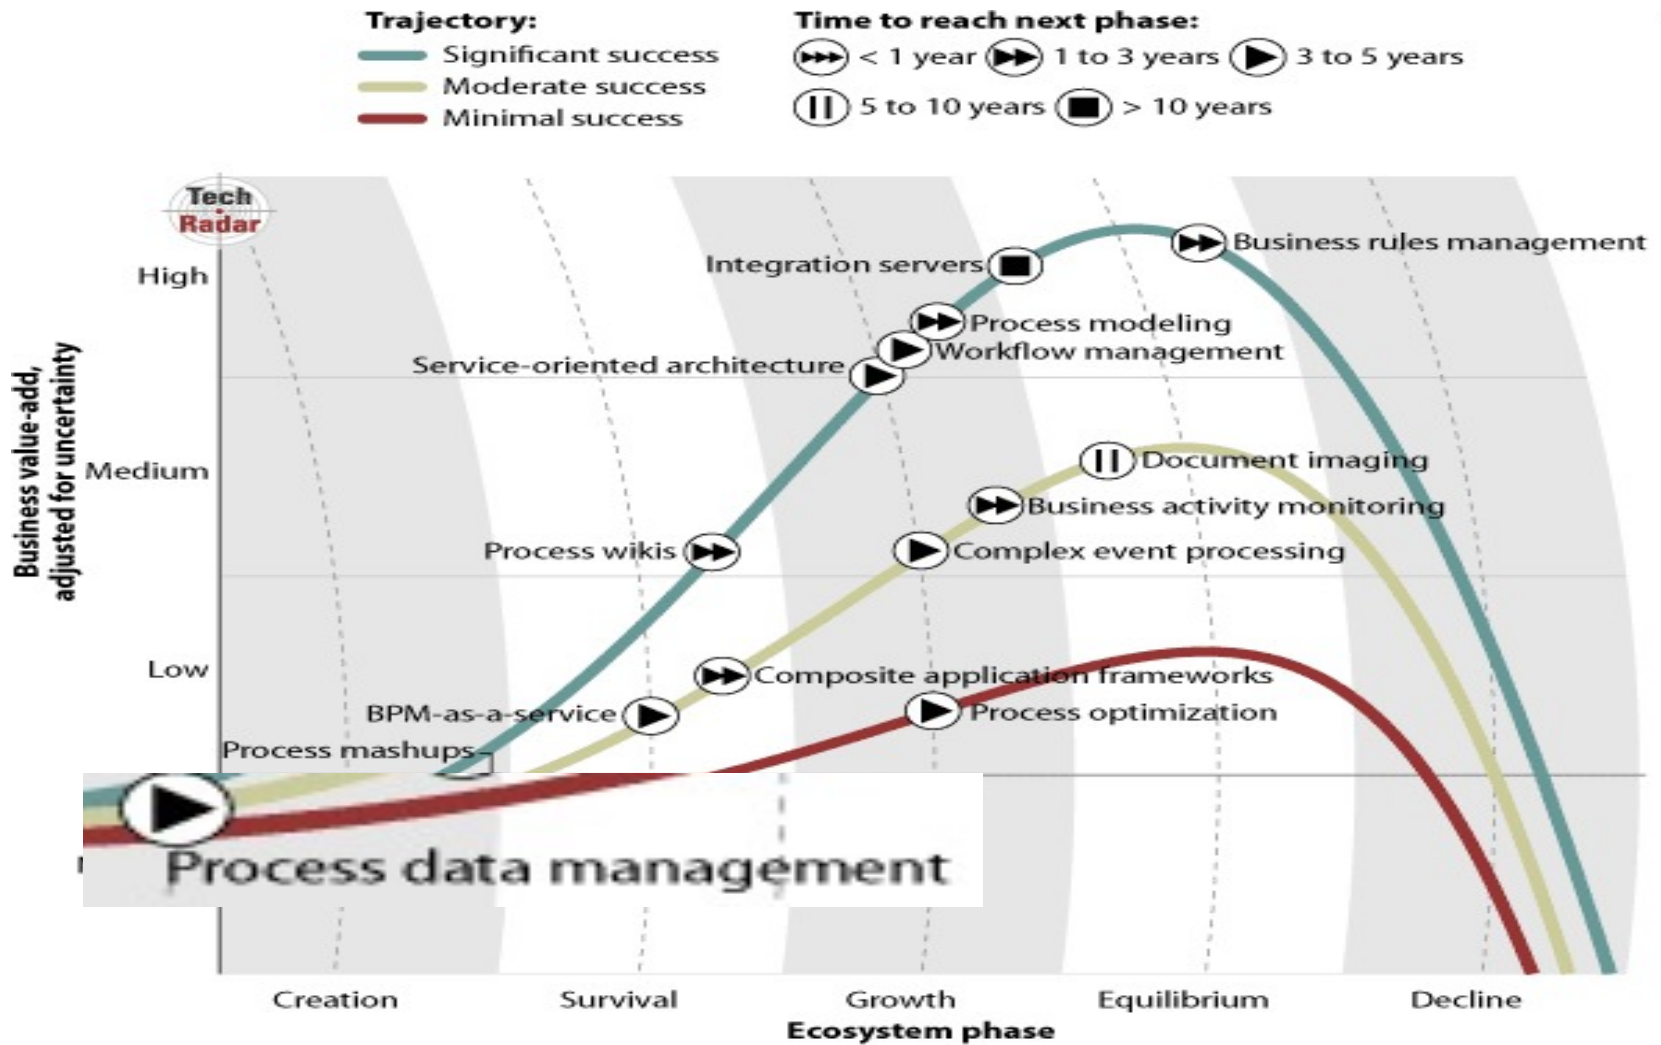 Trajectory:
Significant success
Moderate success
Minimal success
Time to reach next phase:
< 1 year 1 to 3 years 3 to 5 years
5 to 10 years > 10 years
Tech
Radar
High
Medium
Low
Business value-add,
adjusted for uncertainty
Business rules management
Integration servers
Process modeling
Workflow management
Service-oriented architecture
Document imaging
Business activity monitoring
Process wikis
Complex event processing
Composite application frameworks
BPM-as-a-service
Process optimization
Process mashups
Process data management
Creation
Survival
Growth
Equilibrium
Decline
Ecosystem phase